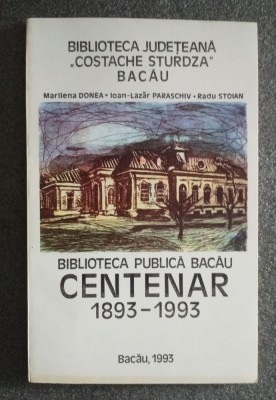 BIBLIOTECA JUDEȚEANĂ
„COSTACHE STURDZA"
BACĂU
Marilena DONEA • Ioan-Lazăr PARASCHIV • Radu STOIAN
BIBLIOTECA PUBLICĂ BACĂU
CENTENAR
1893-1993
Bacău, 1993